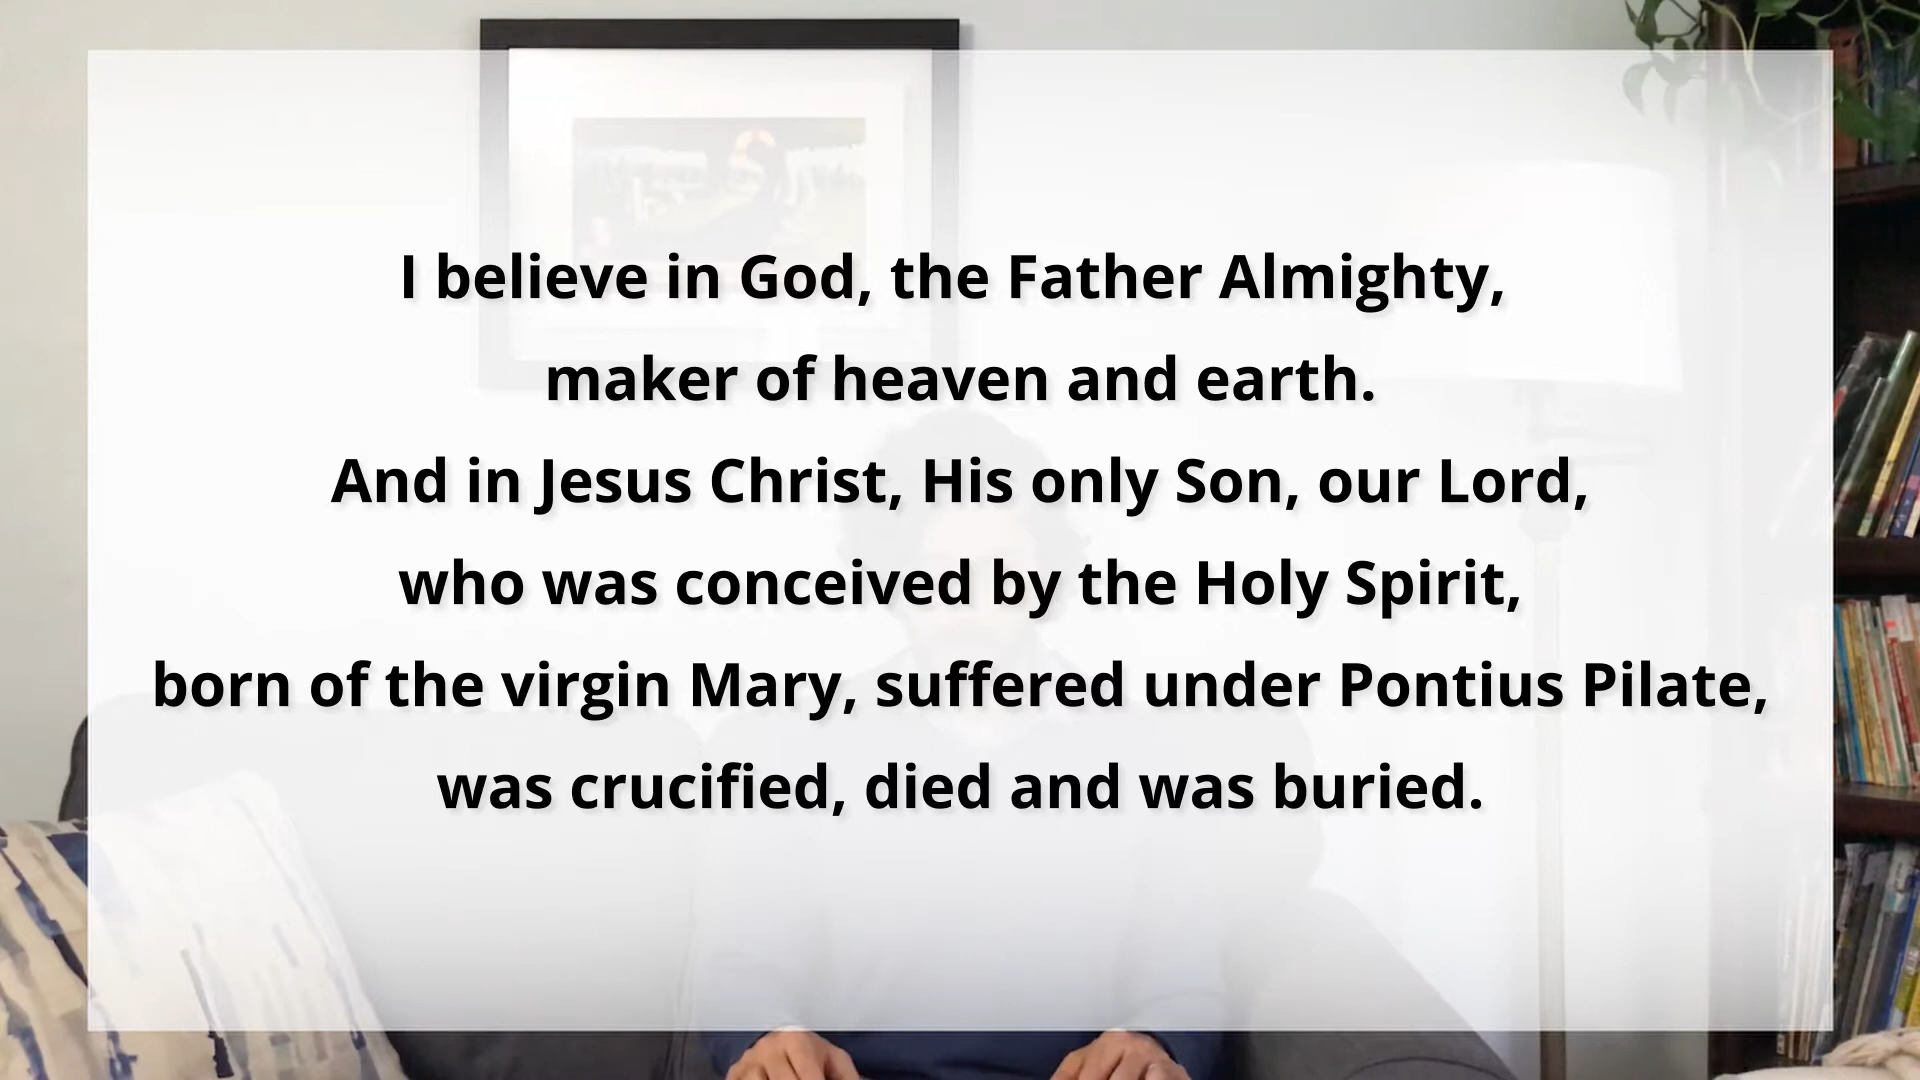 I believe in God, the Father Almighty,
maker of heaven and earth.
And in Jesus Christ, His only Son, our Lord,
who was conceived by the Holy Spirit,
born of the virgin Mary, suffered under Pontius Pilate,
was crucified, died and was buried.